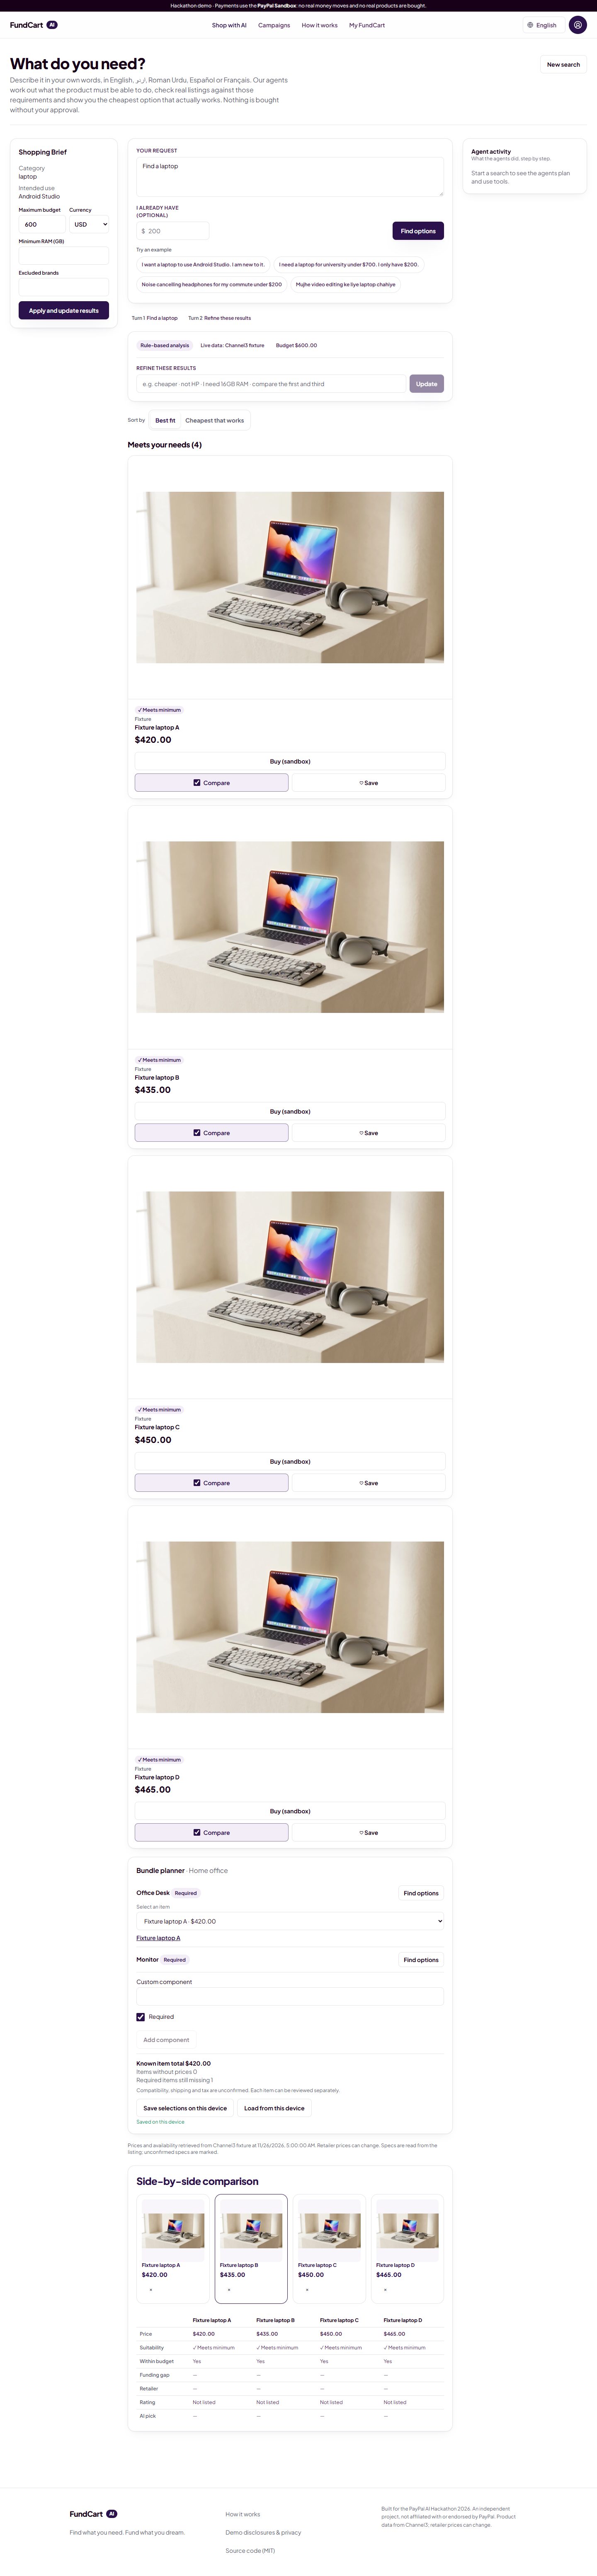 Hackathon demo · Payments use the PayPal Sandbox: no real money moves and no real products are bought.
FundCart AI
Shop with AI
Campaigns
How it works
My FundCart
English
What do you need?
Describe it in your own words, in English, اردو, Roman Urdu, Español or Français. Our agents
work out what the product must be able to do, check real listings against those
requirements and show you the cheapest option that actually works. Nothing is bought
without your approval.
New search
Shopping Brief
Category
laptop
Intended use
Android Studio
Maximum budget
Currency
600
USD
Minimum RAM (GB)
Excluded brands
Apply and update results
YOUR REQUEST
Find a laptop
I ALREADY HAVE
(OPTIONAL)
$ 200
Find options
Try an example
I want a laptop to use Android Studio. I am new to it.
I need a laptop for university under $700. I only have $200.
Noise cancelling headphones for my commute under $200
Mujhe video editing ke liye laptop chahiye
Agent activity
What the agents did, step by step.
Start a search to see the agents plan
and use tools.
Turn 1 Find a laptop
Turn 2 Refine these results
Rule-based analysis
Live data: Channel3 fixture
Budget $600.00
REFINE THESE RESULTS
e.g. cheaper · not HP · I need 16GB RAM · compare the first and third
Update
Sort by
Best fit
Cheapest that works
Meets your needs (4)
✓ Meets minimum
Fixture
Fixture laptop A
$420.00
Buy (sandbox)
Compare
♡ Save
✓ Meets minimum
Fixture
Fixture laptop B
$435.00
Buy (sandbox)
Compare
♡ Save
✓ Meets minimum
Fixture
Fixture laptop C
$450.00
Buy (sandbox)
Compare
♡ Save
✓ Meets minimum
Fixture
Fixture laptop D
$465.00
Buy (sandbox)
Compare
♡ Save
Bundle planner · Home office
Office Desk Required
Find options
Select an item
Fixture laptop A · $420.00
Fixture laptop A
Monitor Required
Find options
Custom component
Required
Add component
Known item total $420.00
Items without prices 0
Required items still missing 1
Compatibility, shipping and tax are unconfirmed. Each item can be reviewed separately.
Save selections on this device
Load from this device
Saved on this device
Prices and availability retrieved from Channel3 fixture at 11/26/2026, 5:00:00 AM. Retailer prices can change. Specs are read from the
listing; unconfirmed specs are marked.
Side-by-side comparison
Fixture laptop A
$420.00
Fixture laptop B
$435.00
Fixture laptop C
$450.00
Fixture laptop D
$465.00
Fixture laptop A Fixture laptop B Fixture laptop C Fixture laptop D
Price $420.00 $435.00 $450.00 $465.00
Suitability ✓ Meets minimum ✓ Meets minimum ✓ Meets minimum ✓ Meets minimum
Within budget Yes Yes Yes Yes
Funding gap — — — —
Retailer — — — —
Rating Not listed Not listed Not listed Not listed
AI pick — — — —
FundCart AI
Find what you need. Fund what you dream.
How it works
Demo disclosures & privacy
Source code (MIT)
Built for the PayPal AI Hackathon 2026. An independent
project, not affiliated with or endorsed by PayPal. Product
data from Channel3; retailer prices can change.